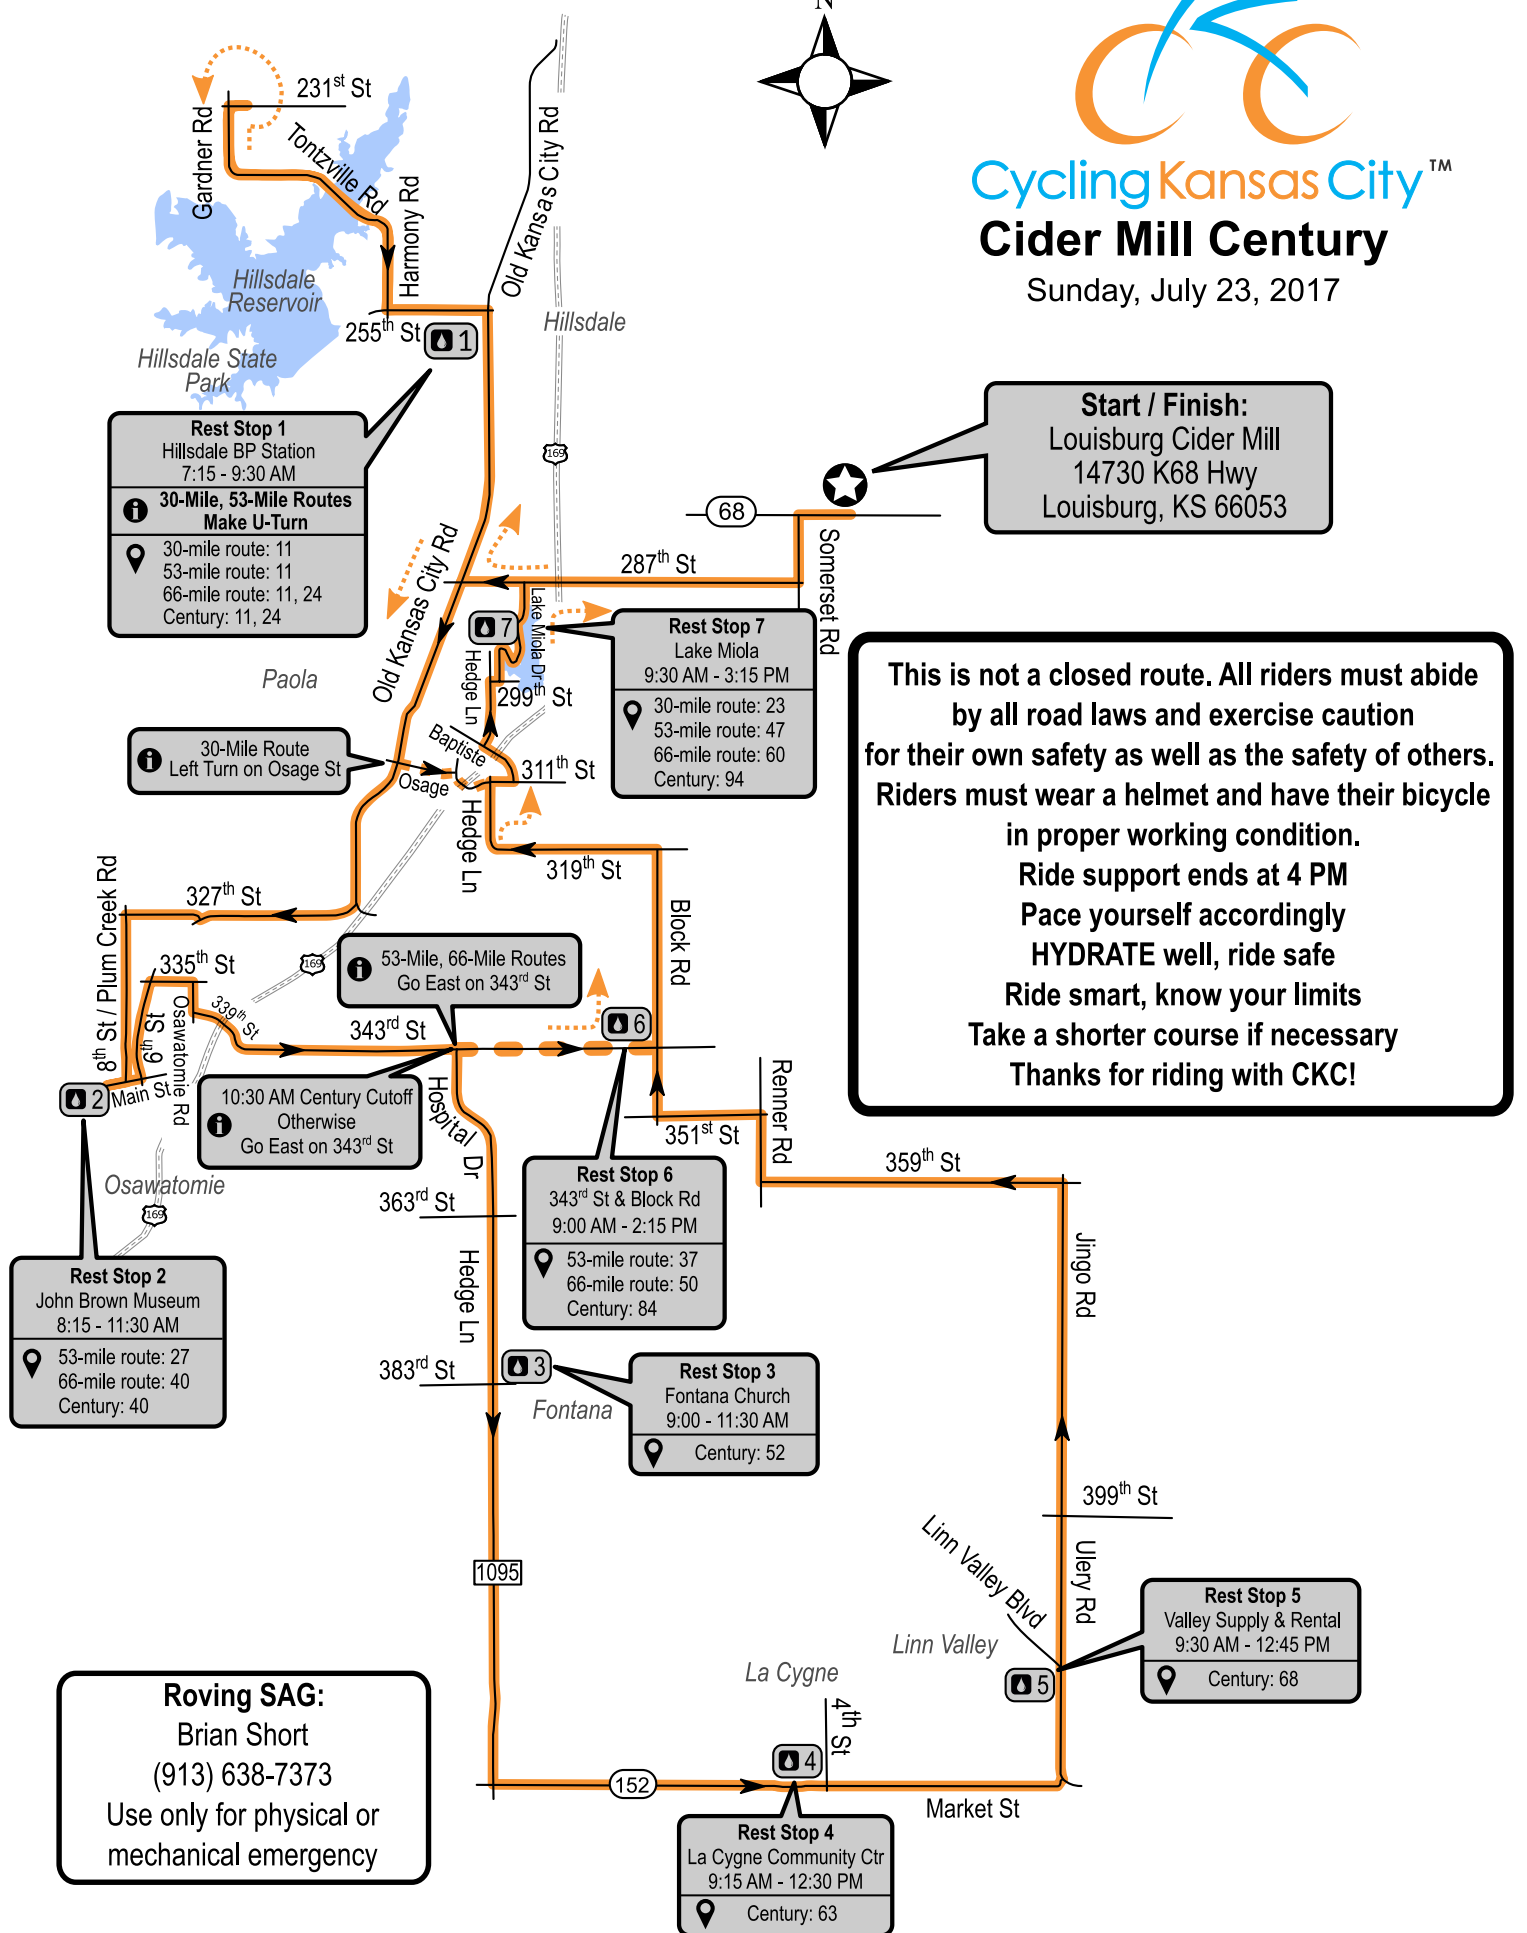 N
CyclingKansasCity™
Cider Mill Century
Sunday, July 23, 2017
231st St
Gardner Rd
Tontzville Rd
Harmony Rd
Old Kansas City Rd
Hillsdale
Reservoir
255th St
1
Hillsdale
Hillsdale State
Park
Rest Stop 1
Hillsdale BP Station
7:15 - 9:30 AM
30-Mile, 53-Mile Routes
Make U-Turn
30-mile route: 11
53-mile route: 11
66-mile route: 11, 24
Century: 11, 24
169
Start / Finish:
Louisburg Cider Mill
14730 K68 Hwy
Louisburg, KS 66053
68
Somerset Rd
287th St
Old Kansas City Rd
Lake Miola Dr
7
Hedge Ln
299th St
Rest Stop 7
Lake Miola
9:30 AM - 3:15 PM
30-mile route: 23
53-mile route: 47
66-mile route: 60
Century: 94
Paola
30-Mile Route
Left Turn on Osage St
Baptiste
Osage
311th St
Hedge Ln
319th St
Block Rd
This is not a closed route. All riders must abide
by all road laws and exercise caution
for their own safety as well as the safety of others.
Riders must wear a helmet and have their bicycle
in proper working condition.
Ride support ends at 4 PM
Pace yourself accordingly
HYDRATE well, ride safe
Ride smart, know your limits
Take a shorter course if necessary
Thanks for riding with CKC!
327th St
8th St / Plum Creek Rd
335th St
6th St
Osawatomie Rd
339th St
169
53-Mile, 66-Mile Routes
Go East on 343rd St
343rd St
6
2
Main St
10:30 AM Century Cutoff
Otherwise
Go East on 343rd St
Hospital Dr
351st St
Renner Rd
359th St
Osawatomie
169
363rd St
Rest Stop 6
343rd St & Block Rd
9:00 AM - 2:15 PM
53-mile route: 37
66-mile route: 50
Century: 84
Rest Stop 2
John Brown Museum
8:15 - 11:30 AM
53-mile route: 27
66-mile route: 40
Century: 40
Hedge Ln
Jingo Rd
383rd St
3
Fontana
Rest Stop 3
Fontana Church
9:00 - 11:30 AM
Century: 52
399th St
1095
Linn Valley Blvd
Ulery Rd
Linn Valley
5
Rest Stop 5
Valley Supply & Rental
9:30 AM - 12:45 PM
Century: 68
La Cygne
4th St
4
152
Market St
Rest Stop 4
La Cygne Community Ctr
9:15 AM - 12:30 PM
Century: 63
Roving SAG:
Brian Short
(913) 638-7373
Use only for physical or
mechanical emergency